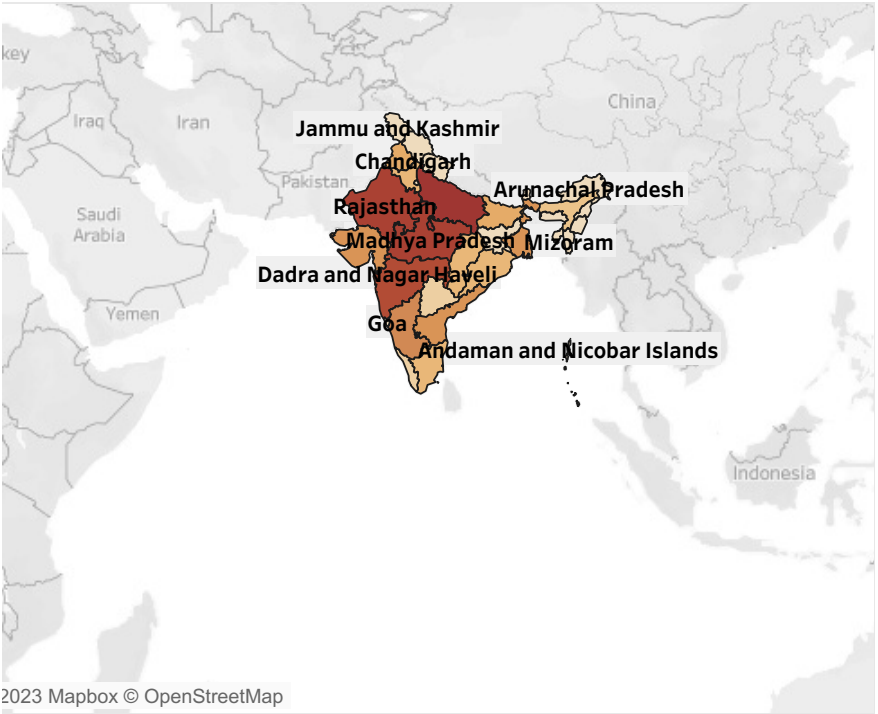 key
China
Iraq
Iran
Jammu and Kashmir
Chandigarh
Pakistan
Arunachal Pradesh
Rajasthan
Saudi
Arabia
Madhya Pradesh
Mizoram
Dadra and Nagar Haveli
Yemen
Goa
Andaman and Nicobar Islands
Indonesia
2023 Mapbox © OpenStreetMap